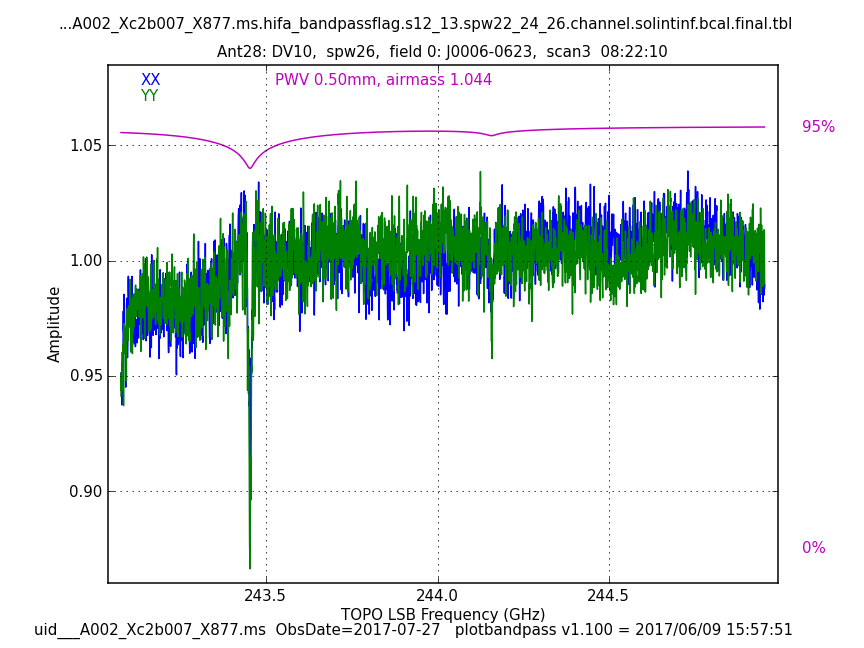 ...A002_Xc2b007_X877.ms.hifa_bandpassflag.s12_13.spw22_24_26.channel.solintinf.bcal.final.tbl
Ant28: DV10, spw26, field 0: J0006-0623, scan3 08:22:10
XX PWV 0.50mm, airmass 1.044
YY
95%
1.05
1.00
0.95
0.90
Amplitude
0%
243.5 244.0 244.5
TOPO LSB Frequency (GHz)
uid___A002_Xc2b007_X877.ms ObsDate=2017-07-27 plotbandpass v1.100 = 2017/06/09 15:57:51